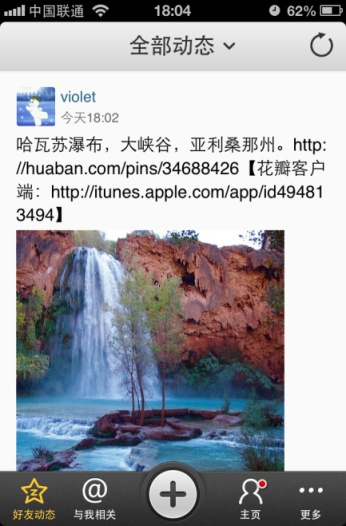 中国联通 18:04 62%
全部动态
violet
今天18:02
哈瓦苏瀑布，大峡谷，亚利桑那州。http:
//huaban.com/pins/34688426【花瓣客户
端：http://itunes.apple.com/app/id49481
3494】
好友动态 @ 与我相关 主页 更多